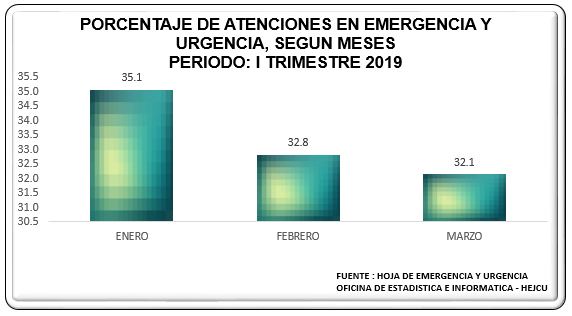 PORCENTAJE DE ATENCIONES EN EMERGENCIA Y
URGENCIA, SEGUN MESES
PERIODO: I TRIMESTRE 2019
35.5
35.0
34.5
34.0
33.5
33.0
32.5
32.0
31.5
31.0
30.5
35.1
32.8
32.1
ENERO
FEBRERO
MARZO
FUENTE : HOJA DE EMERGENCIA Y URGENCIA
OFICINA DE ESTADISTICA E INFORMATICA - HEJCU